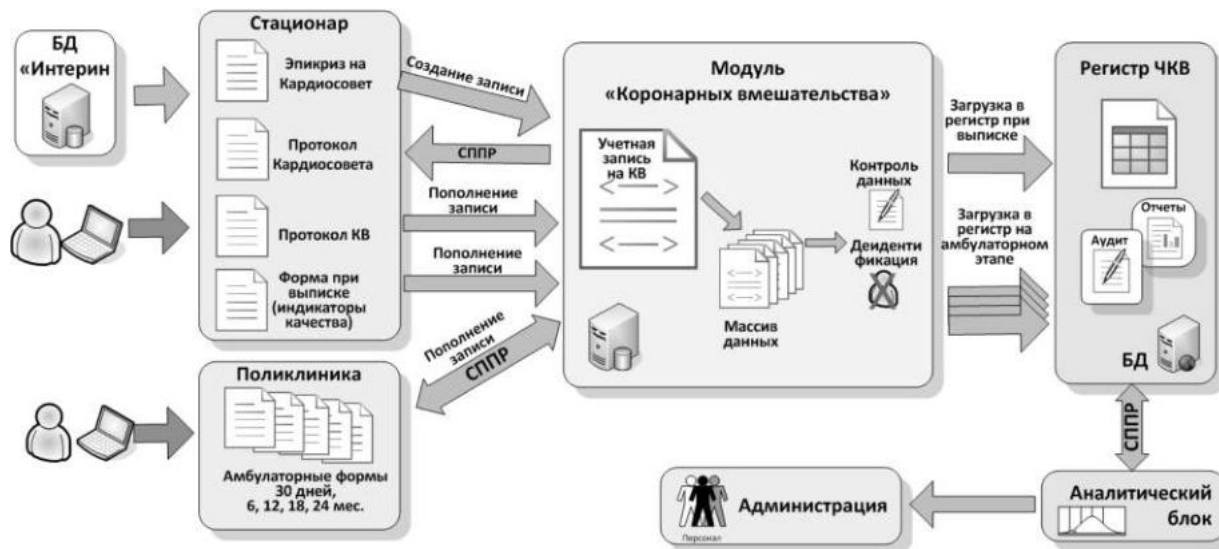 БД
«Интерин
Стационар
Эпикриз на
Кардиосовет
Протокол
Кардиосовета
Протокол КВ
Форма при
выписке
(индикаторы
качества)
Создание записи
СППР
Пополнение
записи
Пополнение
записи
Пополнение
записи
СППР
Поликлиника
Амбулаторные формы
30 дней,
6, 12, 18, 24 мес.
Модуль
«Коронарных вмешательства»
Учетная
запись
на КВ
Массив
данных
Контроль
данных
Деиденти
фикация
Загрузка в
регистр при
выписке
Загрузка в
регистр на
амбулаторном
этапе
Регистр ЧКВ
Отчеты
Аудит
БД
СППР
Аналитический
блок
Администрация
Персонал